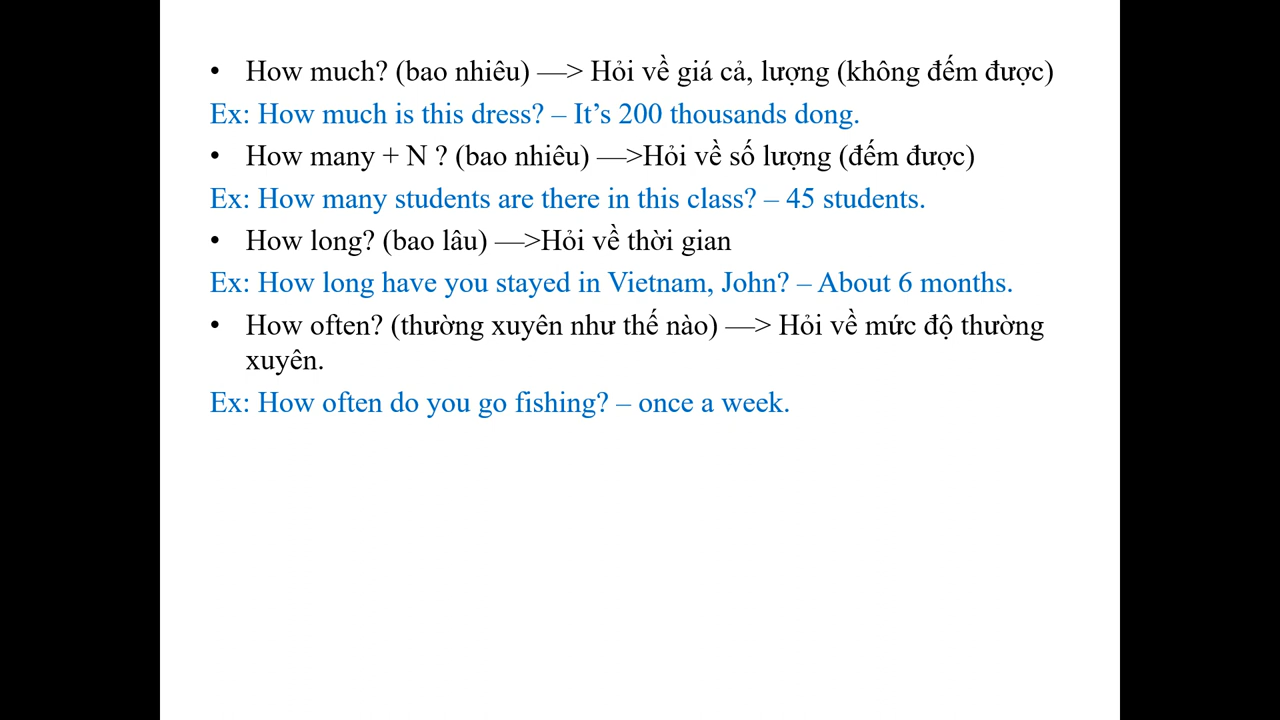 • How much? (bao nhiêu) —> Hỏi về giá cả, lượng (không đếm được)
Ex: How much is this dress? – It’s 200 thousands dong.
• How many + N ? (bao nhiêu) —>Hỏi về số lượng (đếm được)
Ex: How many students are there in this class? – 45 students.
• How long? (bao lâu) —>Hỏi về thời gian
Ex: How long have you stayed in Vietnam, John? – About 6 months.
• How often? (thường xuyên như thế nào) —> Hỏi về mức độ thường
xuyên.
Ex: How often do you go fishing? – once a week.